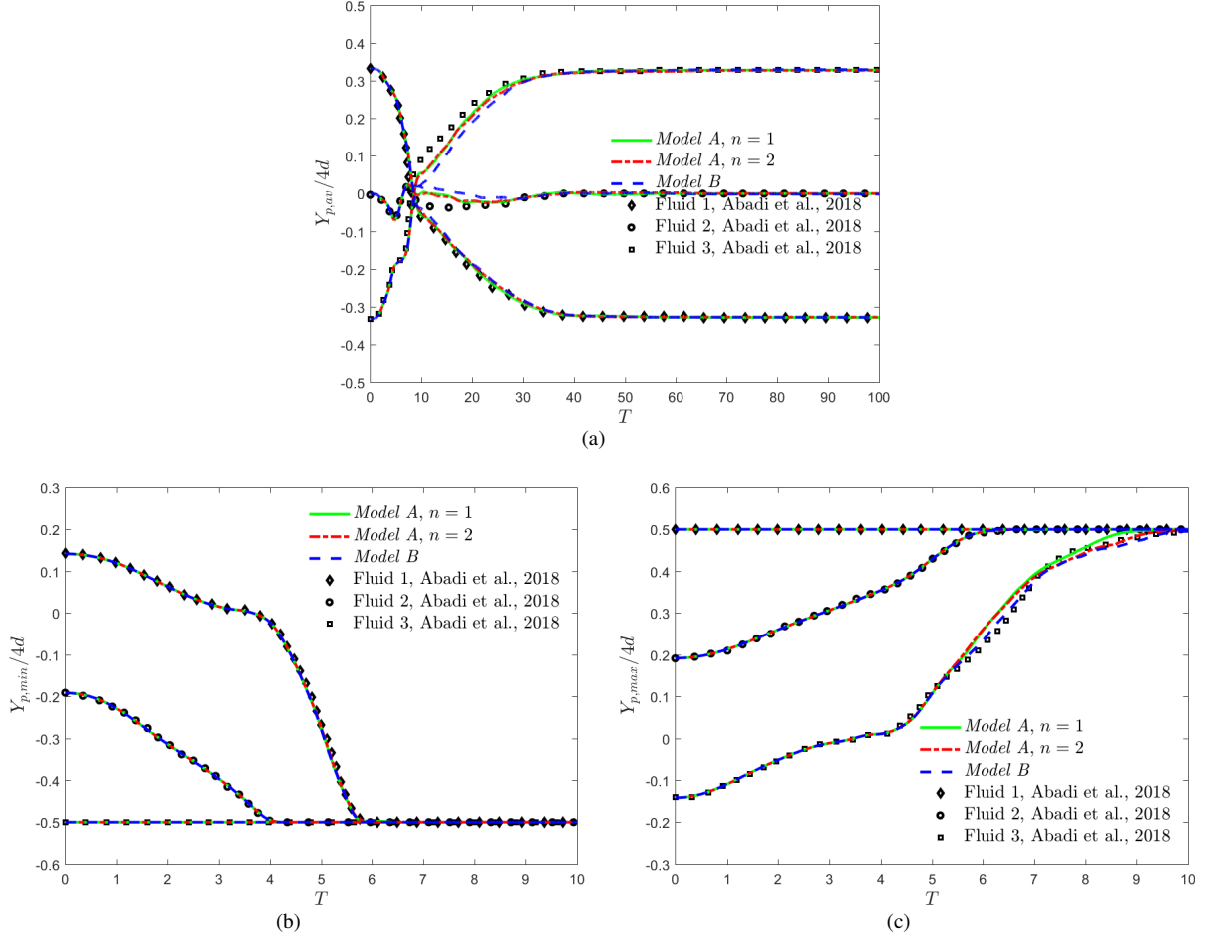 0.5
0.4
0.3
0.2
0.1
0
-0.1
-0.2
-0.3
-0.4
-0.5
Y_{p,av}/4d
Model A, n = 1
Model A, n = 2
Model B
Fluid 1, Abadi et al., 2018
Fluid 2, Abadi et al., 2018
Fluid 3, Abadi et al., 2018
0 10 20 30 40 50 60 70 80 90 100
T
(a)
0.3
0.2
0.1
0
-0.1
-0.2
-0.3
-0.4
-0.5
-0.6
Y_{p,min}/4d
Model A, n = 1
Model A, n = 2
Model B
Fluid 1, Abadi et al., 2018
Fluid 2, Abadi et al., 2018
Fluid 3, Abadi et al., 2018
0 1 2 3 4 5 6 7 8 9 10
T
(b)
0.6
0.5
0.4
0.3
0.2
0.1
0
-0.1
-0.2
-0.3
Y_{p,max}/4d
Model A, n = 1
Model A, n = 2
Model B
Fluid 1, Abadi et al., 2018
Fluid 2, Abadi et al., 2018
Fluid 3, Abadi et al., 2018
0 1 2 3 4 5 6 7 8 9 10
T
(c)